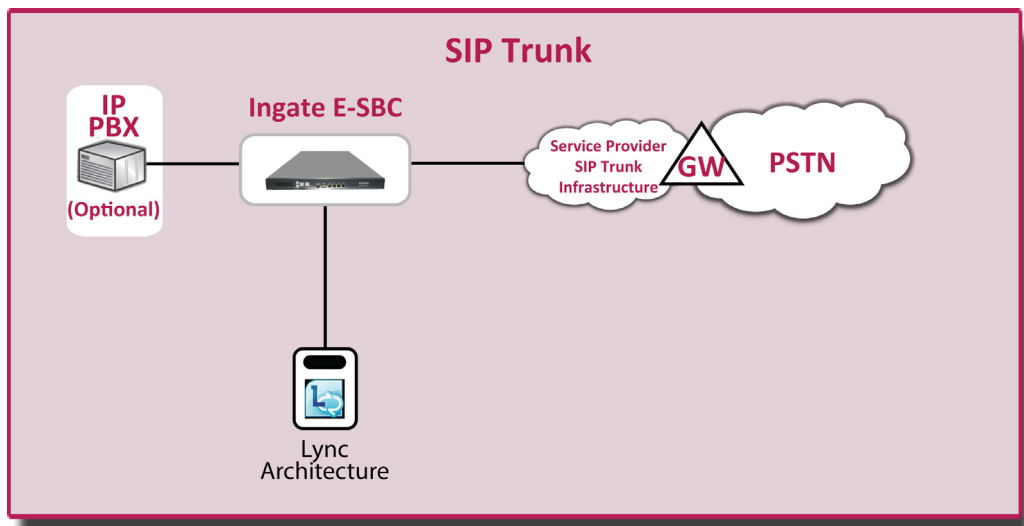 SIP Trunk
IP
PBX
(Optional)
Ingate E-SBC
Service Provider
SIP Trunk
Infrastructure
GW
PSTN
L
Lync
Architecture